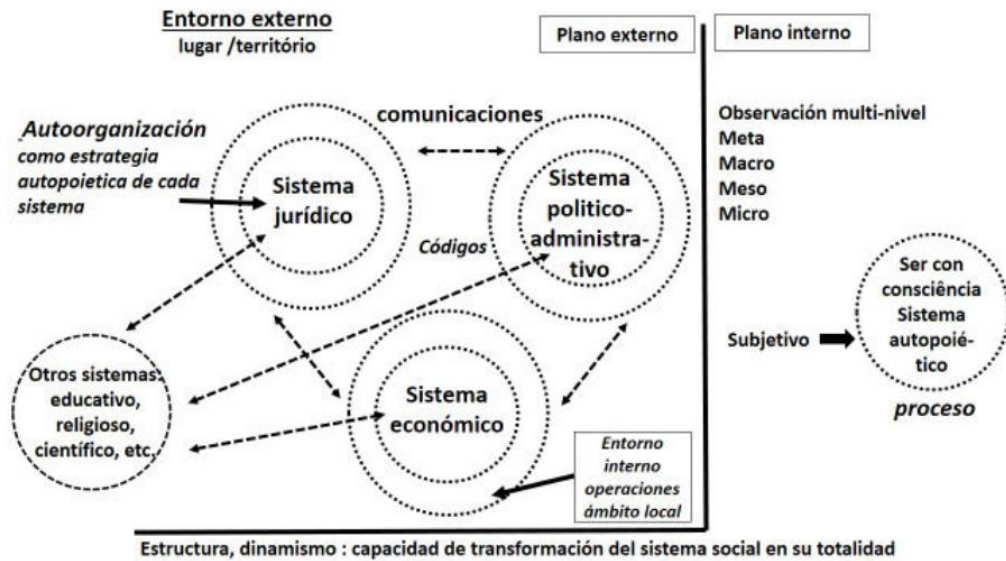 Entorno externo
lugar /território
Plano externo
Plano interno
comunicaciones
Autoorganización
como estrategia
autopoietica de cada
sistema
Sistema
jurídico
Sistema
politico-
administra-
tivo
Códigos
Otros sistemas:
educativo,
religioso,
científico, etc.
Sistema
económico
Entorno
interno
operaciones
ámbito local
Observación multi-nivel
Meta
Macro
Meso
Micro
Subjetivo
Ser con
consciência
Sistema
autopoié-
tico
proceso
Estructura, dinamismo : capacidad de transformación del sistema social en su totalidad